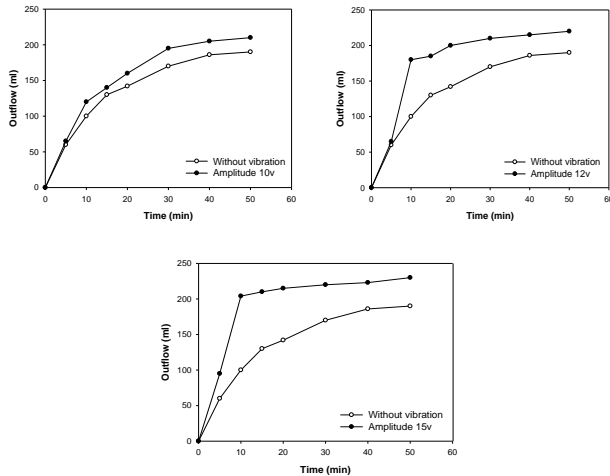 250
200
150
100
50
0
Outflow (ml)
Without vibration
Amplitude 10v
0 10 20 30 40 50 60
Time (min)
250
200
150
100
50
0
Outflow (ml)
Without vibration
Amplitude 12v
0 10 20 30 40 50 60
Time (min)
250
200
150
100
50
0
Outflow (ml)
Without vibration
Amplitude 15v
0 10 20 30 40 50 60
Time (min)